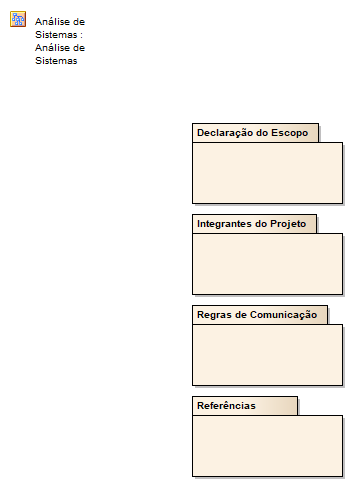 Análise de
Sistemas :
Análise de
Sistemas
Declaração do Escopo
Integrantes do Projeto
Regras de Comunicação
Referências